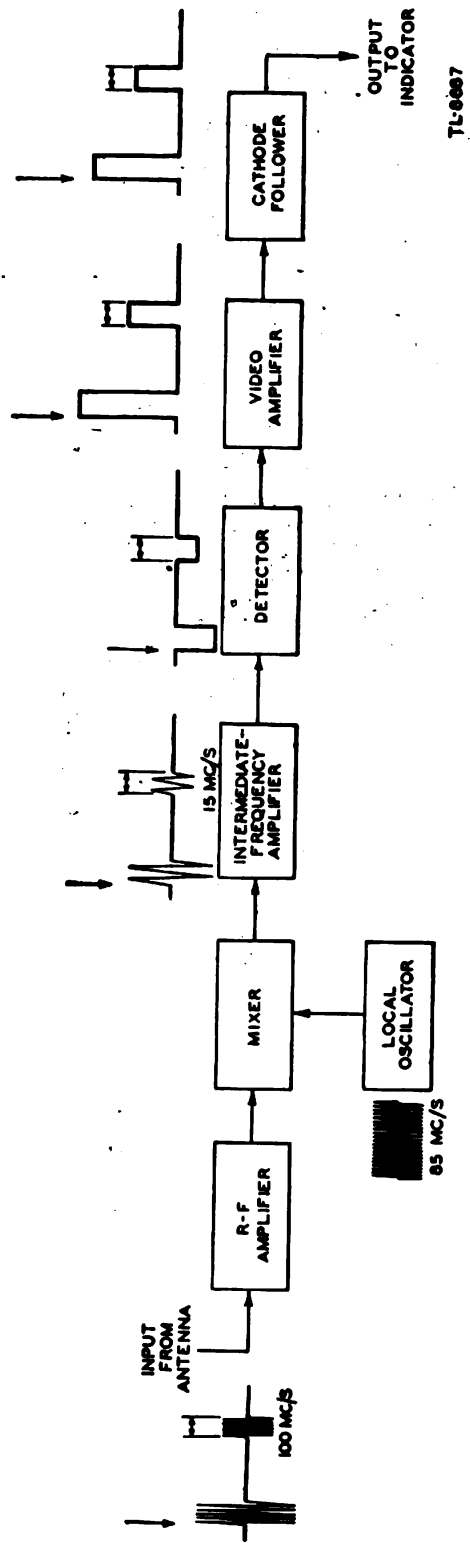 INPUT
FROM
ANTENNA
100 MC/S
R-F
AMPLIFIER
MIXER
LOCAL
OSCILLATOR
85 MC/S
15 MC/S
INTERMEDIATE-
FREQUENCY
AMPLIFIER
DETECTOR
VIDEO
AMPLIFIER
CATHODE
FOLLOWER
OUTPUT
TO
INDICATOR
TL-8667